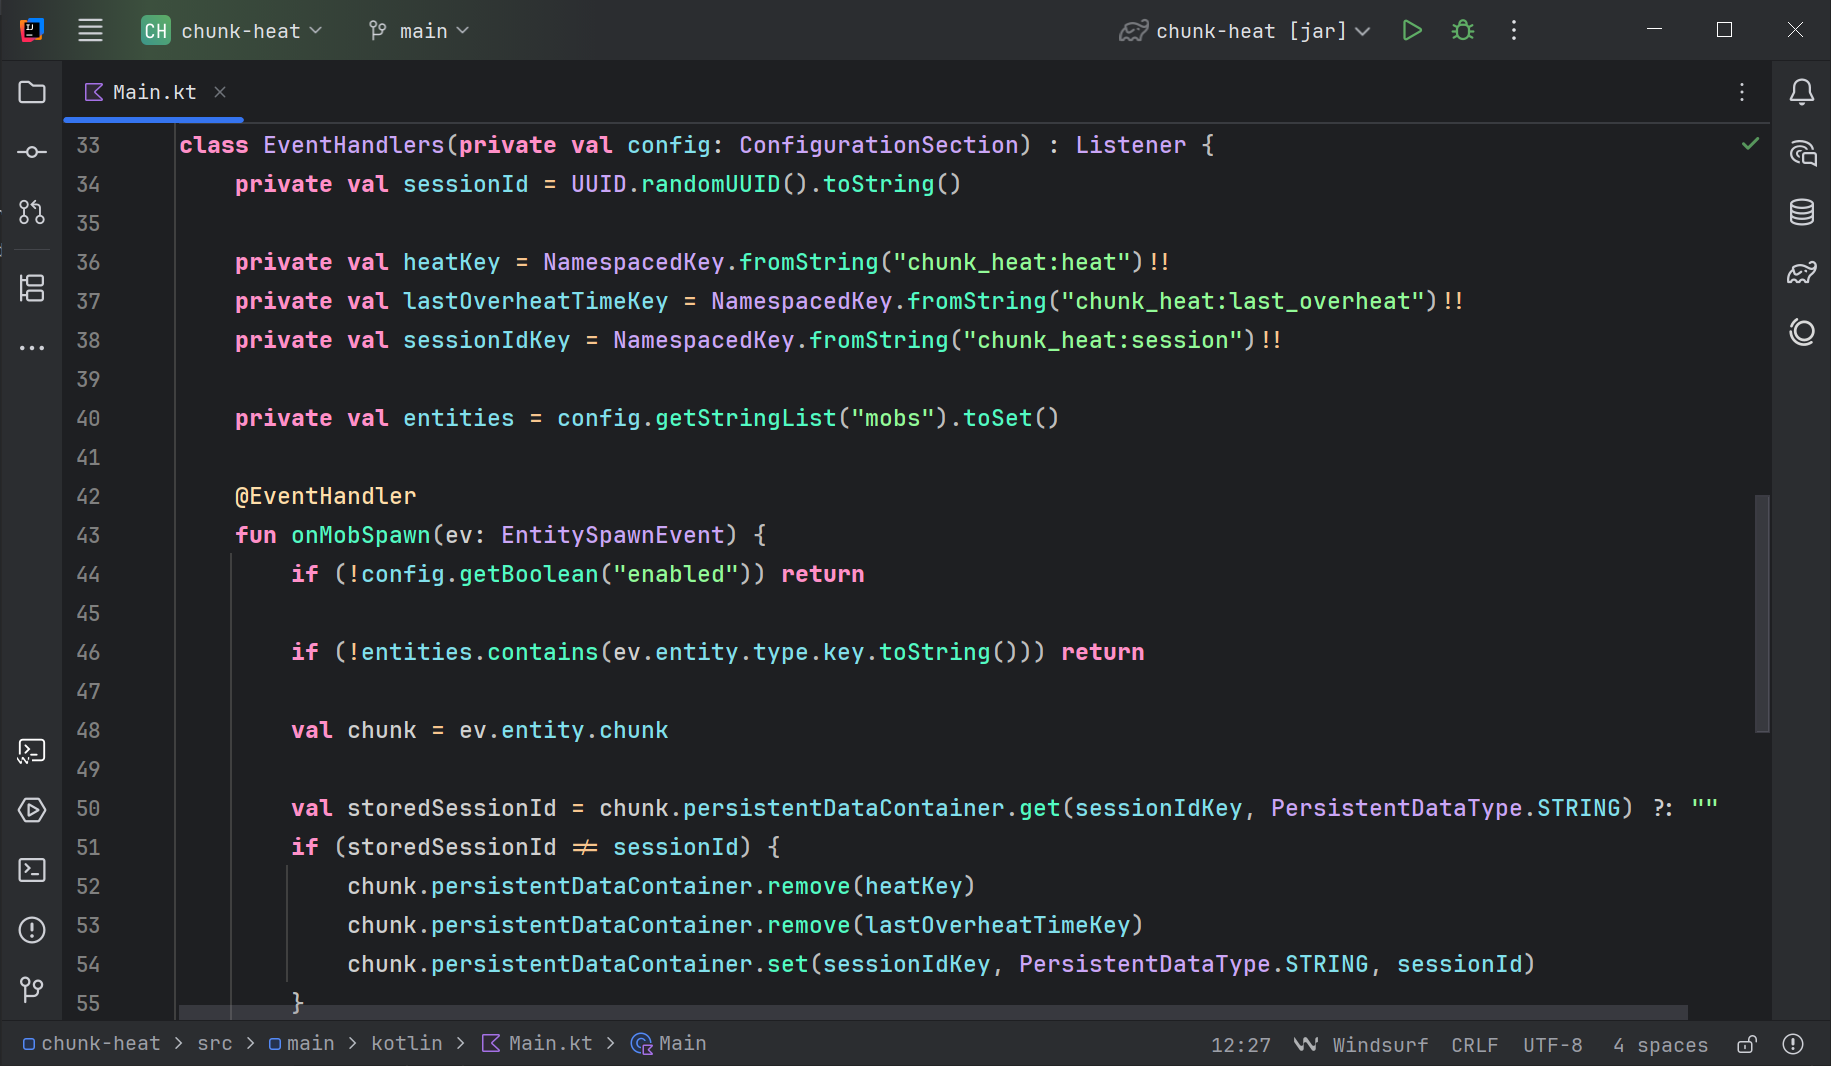 CH chunk-heat main chunk-heat [jar]
Main.kt
33 class EventHandlers(private val config: ConfigurationSection) : Listener {
34 private val sessionId = UUID.randomUUID().toString()
35
36 private val heatKey = NamespacedKey.fromString("chunk_heat:heat")!!
37 private val lastOverheatTimeKey = NamespacedKey.fromString("chunk_heat:last_overheat")!!
38 private val sessionIdKey = NamespacedKey.fromString("chunk_heat:session")!!
39
40 private val entities = config.getStringList("mobs").toSet()
41
42 @EventHandler
43 fun onMobSpawn(ev: EntitySpawnEvent) {
44 if (!config.getBoolean("enabled")) return
45
46 if (!entities.contains(ev.entity.type.key.toString())) return
47
48 val chunk = ev.entity.chunk
49
50 val storedSessionId = chunk.persistentDataContainer.get(sessionIdKey, PersistentDataType.STRING) ?: ""
51 if (storedSessionId != sessionId) {
52 chunk.persistentDataContainer.remove(heatKey)
53 chunk.persistentDataContainer.remove(lastOverheatTimeKey)
54 chunk.persistentDataContainer.set(sessionIdKey, PersistentDataType.STRING, sessionId)
55 }
chunk-heat > src > main > kotlin > Main.kt > Main 12:27 Windsurf CRLF UTF-8 4 spaces